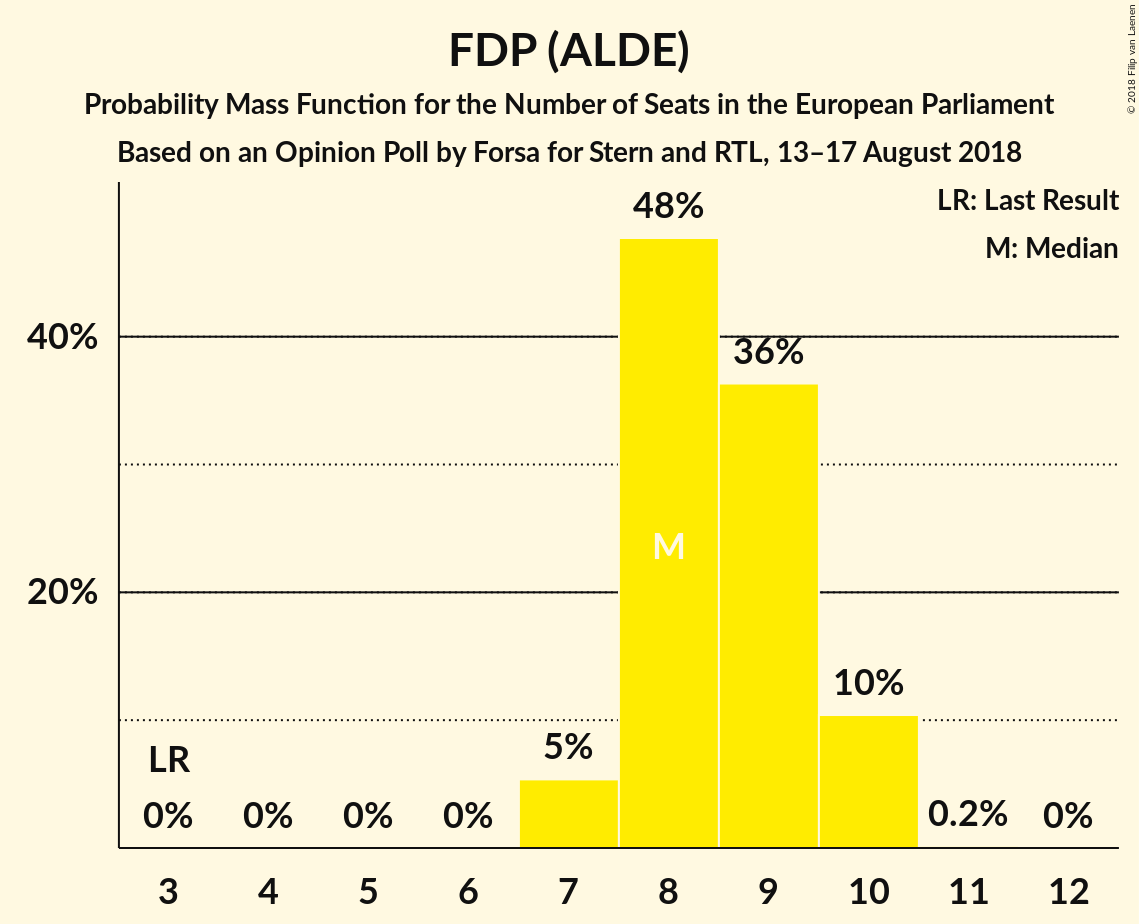 FDP (ALDE)
Probability Mass Function for the Number of Seats in the European Parliament
Based on an Opinion Poll by Forsa for Stern and RTL, 13–17 August 2018
© 2018 Filip van Laenen
LR: Last Result
M: Median
48%
40%
36%
M
20%
10%
5%
LR
0% 0% 0% 0% 0.2% 0%
3 4 5 6 7 8 9 10 11 12